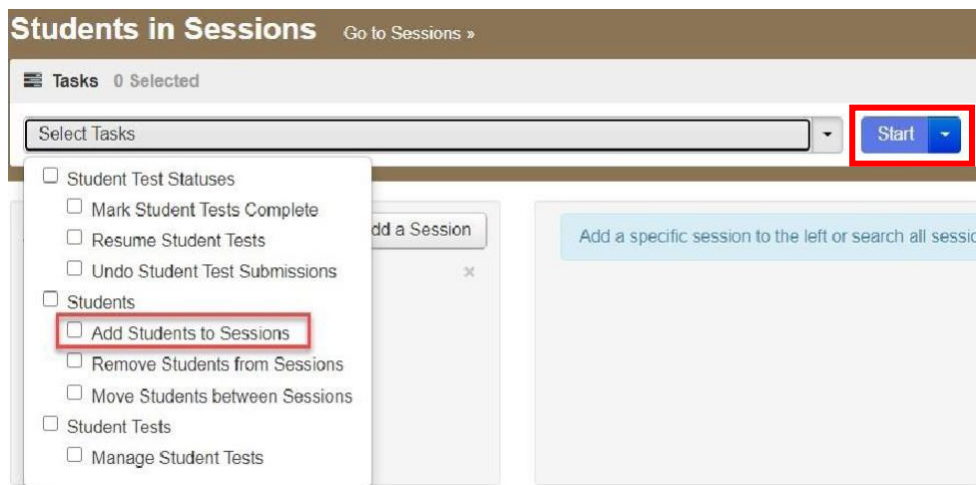 Students in Sessions Go to Sessions »
Tasks 0 Selected
Select Tasks
Start
Student Test Statuses
Mark Student Tests Complete
Resume Student Tests
Undo Student Test Submissions
Students
Add Students to Sessions
Remove Students from Sessions
Move Students between Sessions
Student Tests
Manage Student Tests
dd a Session
Add a specific session to the left or search all sessio